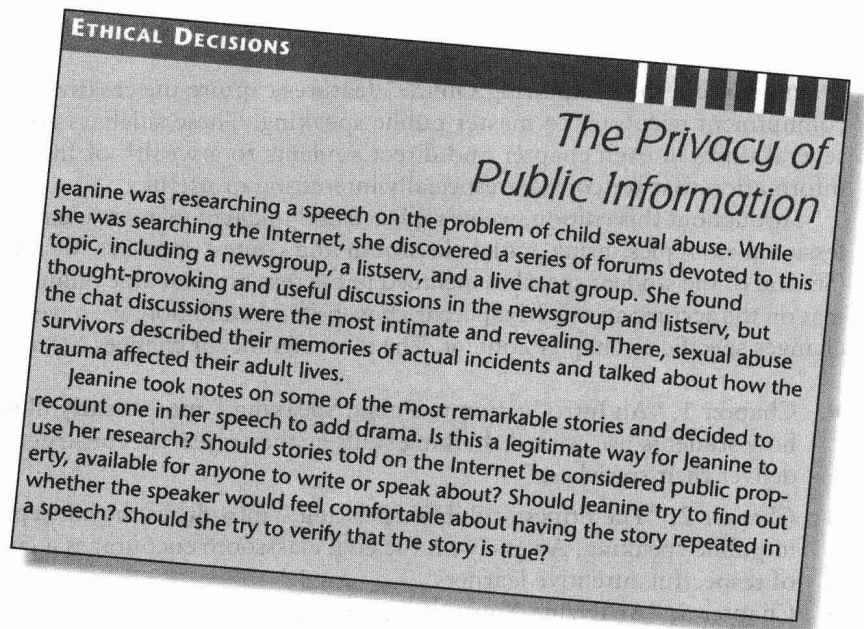 ETHICAL DECISIONS
The Privacy of
Public Information
Jeanine was researching a speech on the problem of child sexual abuse. While
she was searching the Internet, she discovered a series of forums devoted to this
topic, including a newsgroup, a listserv, and a live chat group. She found
thought-provoking and useful discussions in the newsgroup and listserv, but
the chat discussions were the most intimate and revealing. There, sexual abuse
survivors described their memories of actual incidents and talked about how the
trauma affected their adult lives.
Jeanine took notes on some of the most remarkable stories and decided to
recount one in her speech to add drama. Is this a legitimate way for Jeanine to
use her research? Should stories told on the Internet be considered public prop-
erty, available for anyone to write or speak about? Should Jeanine try to find out
whether the speaker would feel comfortable about having the story repeated in
a speech? Should she try to verify that the story is true?